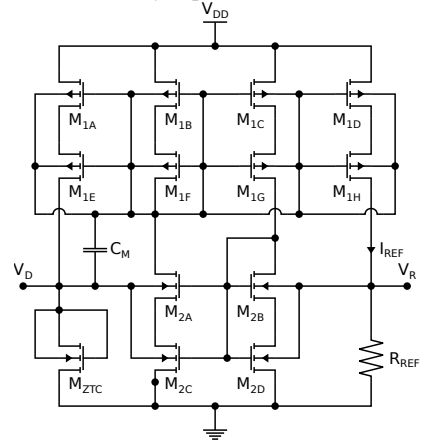 VDD
M1A
M1B
M1C
M1D
M1E
M1F
M1G
M1H
CM
IREF
VD
VR
M2A
M2B
RREF
MZTC
M2C
M2D